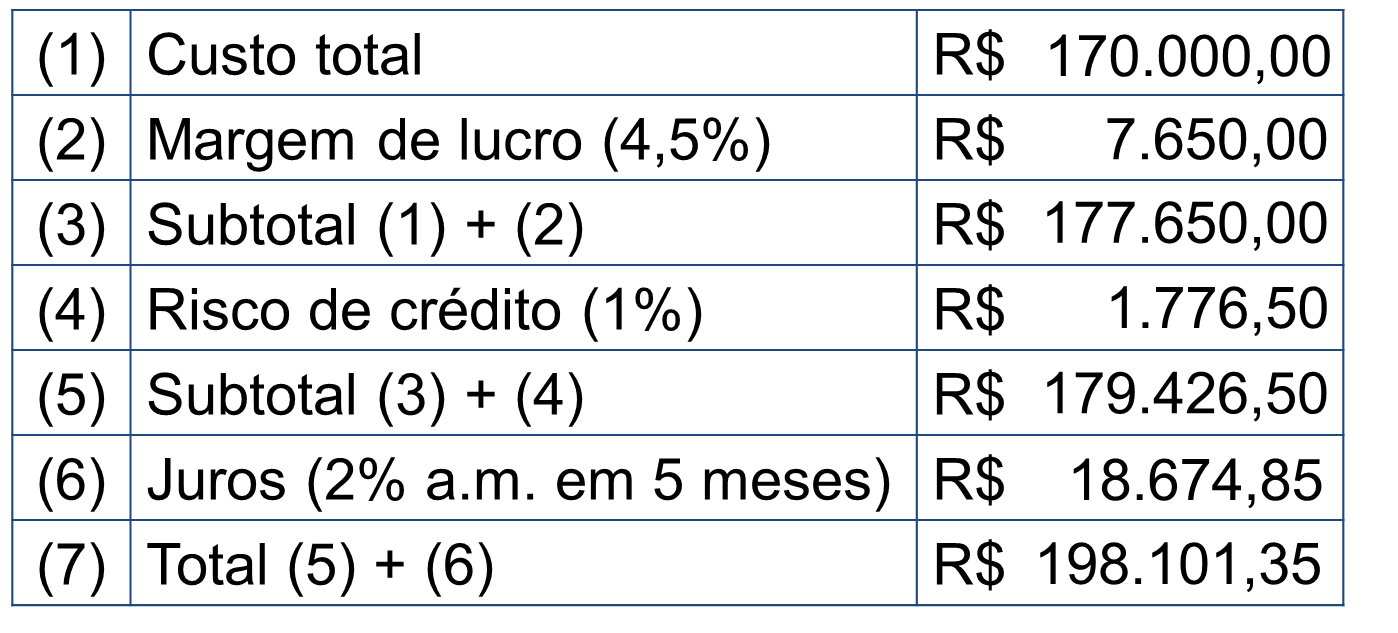 (1) Custo total R$ 170.000,00
(2) Margem de lucro (4,5%) R$ 7.650,00
(3) Subtotal (1) + (2) R$ 177.650,00
(4) Risco de crédito (1%) R$ 1.776,50
(5) Subtotal (3) + (4) R$ 179.426,50
(6) Juros (2% a.m. em 5 meses) R$ 18.674,85
(7) Total (5) + (6) R$ 198.101,35